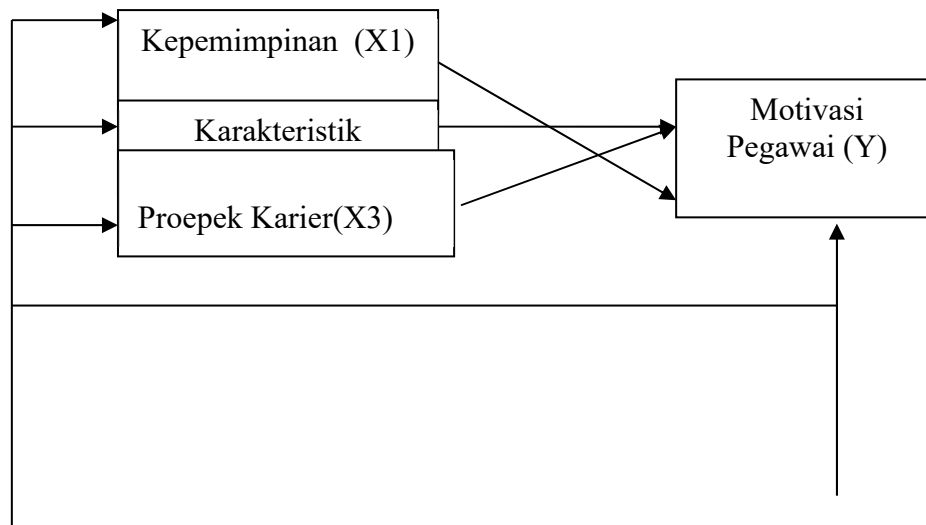 Kepemimpinan (X1)
Karakteristik
Proepek Karier(X3)
Motivasi
Pegawai (Y)